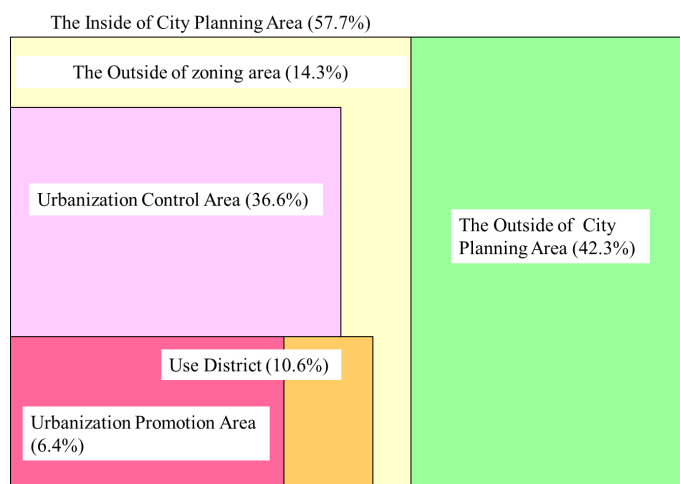 The Inside of City Planning Area (57.7%)
The Outside of zoning area (14.3%)
Urbanization Control Area (36.6%)
The Outside of City
Planning Area (42.3%)
Use District (10.6%)
Urbanization Promotion Area
(6.4%)